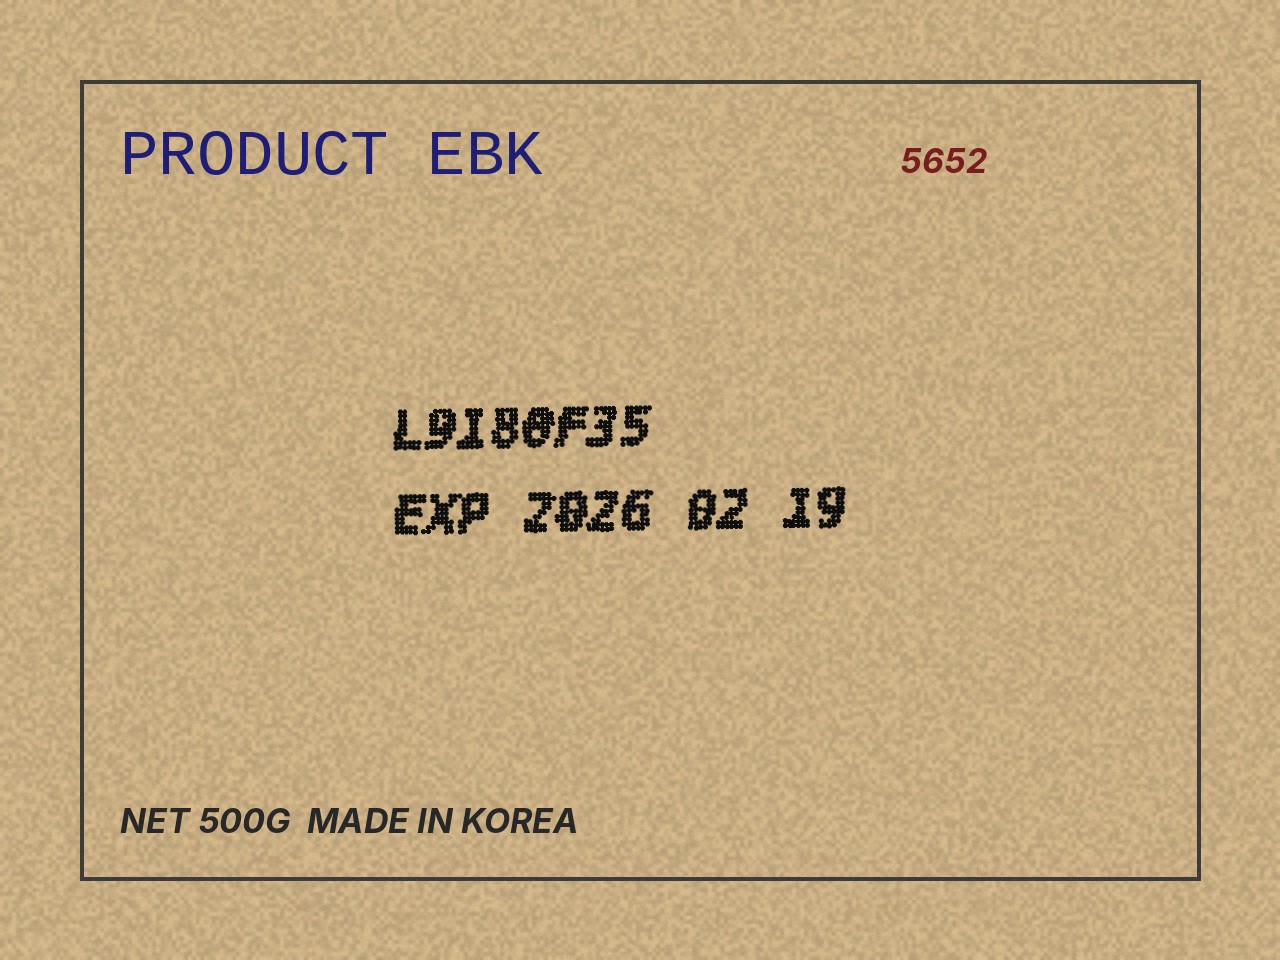 PRODUCT EBK
5652
L9180F35
EXP 2026 02 19
NET 500G MADE IN KOREA